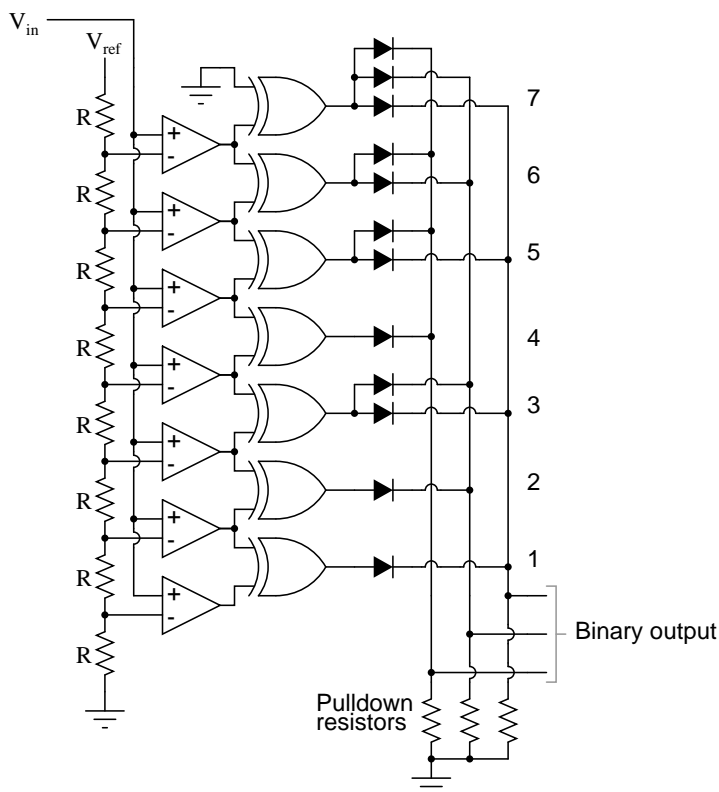 V_in
V_ref
R
R
R
R
R
R
R
R
+
-
+
-
+
-
+
-
+
-
+
-
+
-
7
6
5
4
3
2
1
Binary output
Pulldown
resistors